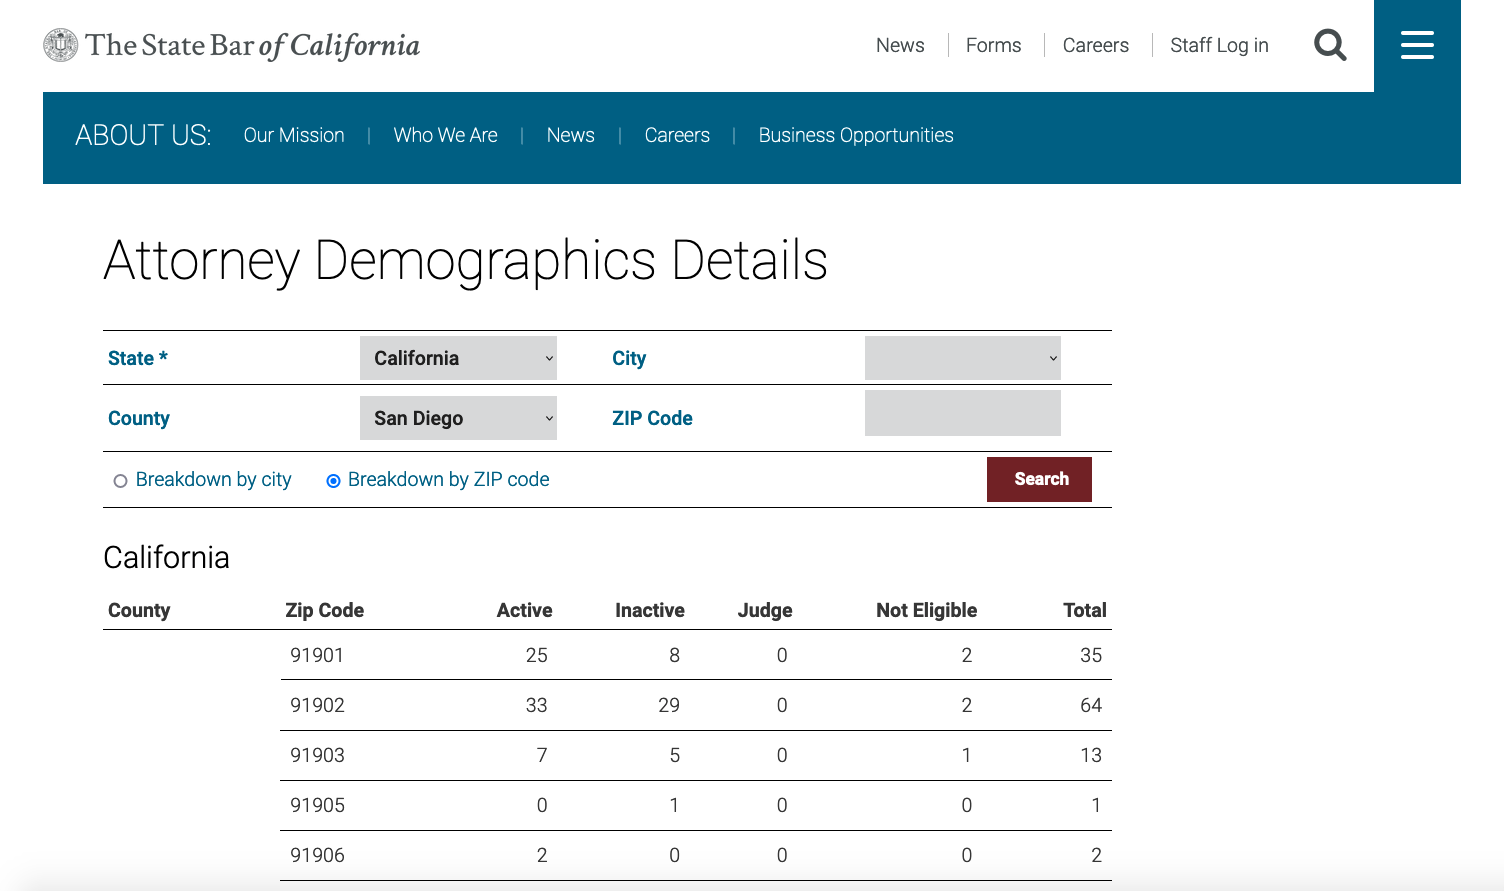 The State Bar of California
News Forms Careers Staff Log in
ABOUT US: Our Mission | Who We Are | News | Careers | Business Opportunities
Attorney Demographics Details
State * California City
County San Diego ZIP Code
Breakdown by city Breakdown by ZIP code Search
California
County Zip Code Active Inactive Judge Not Eligible Total
91901 25 8 0 2 35
91902 33 29 0 2 64
91903 7 5 0 1 13
91905 0 1 0 0 1
91906 2 0 0 0 2